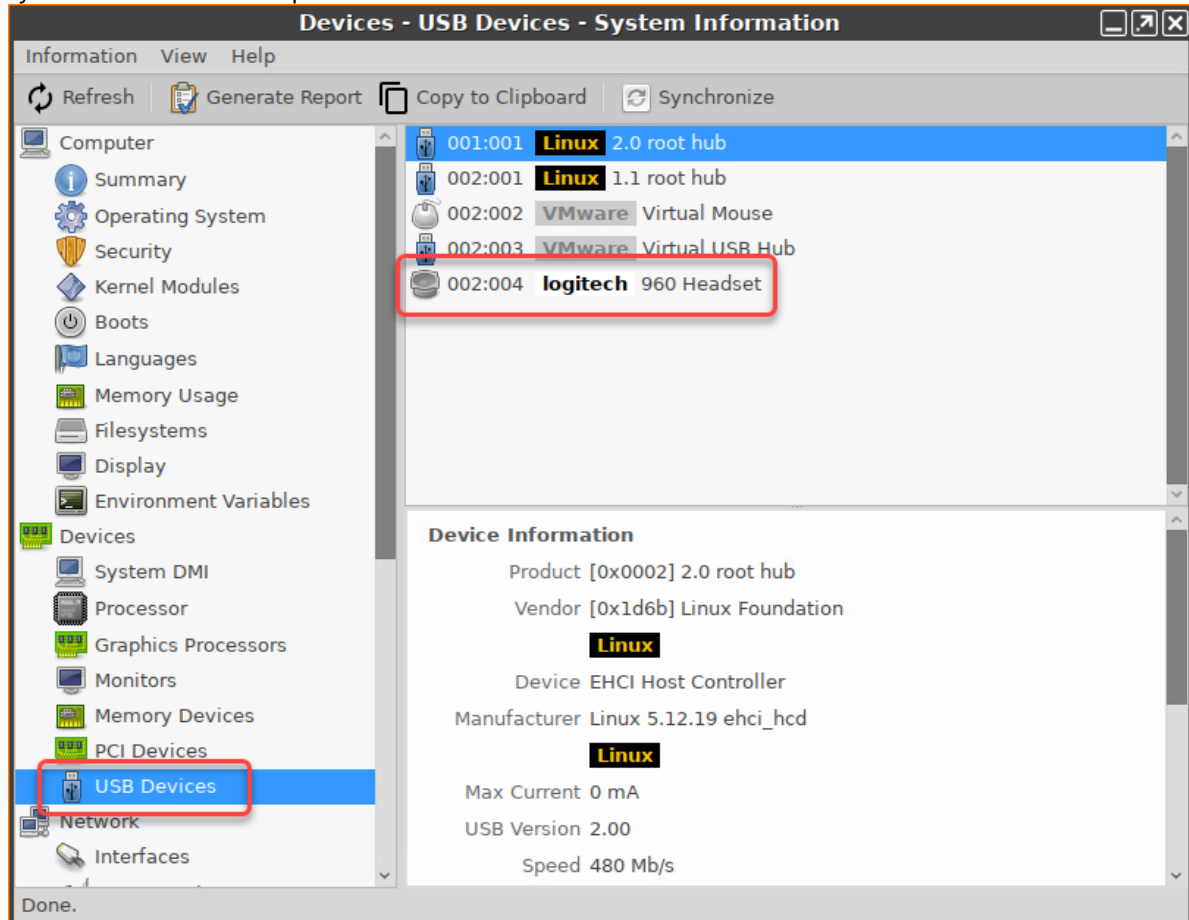 Devices - USB Devices - System Information
Information View Help
Refresh Generate Report Copy to Clipboard Synchronize
Computer
Summary
Operating System
Security
Kernel Modules
Boots
Languages
Memory Usage
Filesystems
Display
Environment Variables
Devices
System DMI
Processor
Graphics Processors
Monitors
Memory Devices
PCI Devices
USB Devices
Network
Interfaces
001:001 Linux 2.0 root hub
002:001 Linux 1.1 root hub
002:002 VMware Virtual Mouse
002:003 VMware Virtual USB Hub
002:004 logitech 960 Headset
Device Information
Product [0x0002] 2.0 root hub
Vendor [0x1d6b] Linux Foundation
Linux
Device EHCI Host Controller
Manufacturer Linux 5.12.19 ehci_hcd
Linux
Max Current 0 mA
USB Version 2.00
Speed 480 Mb/s
Done.